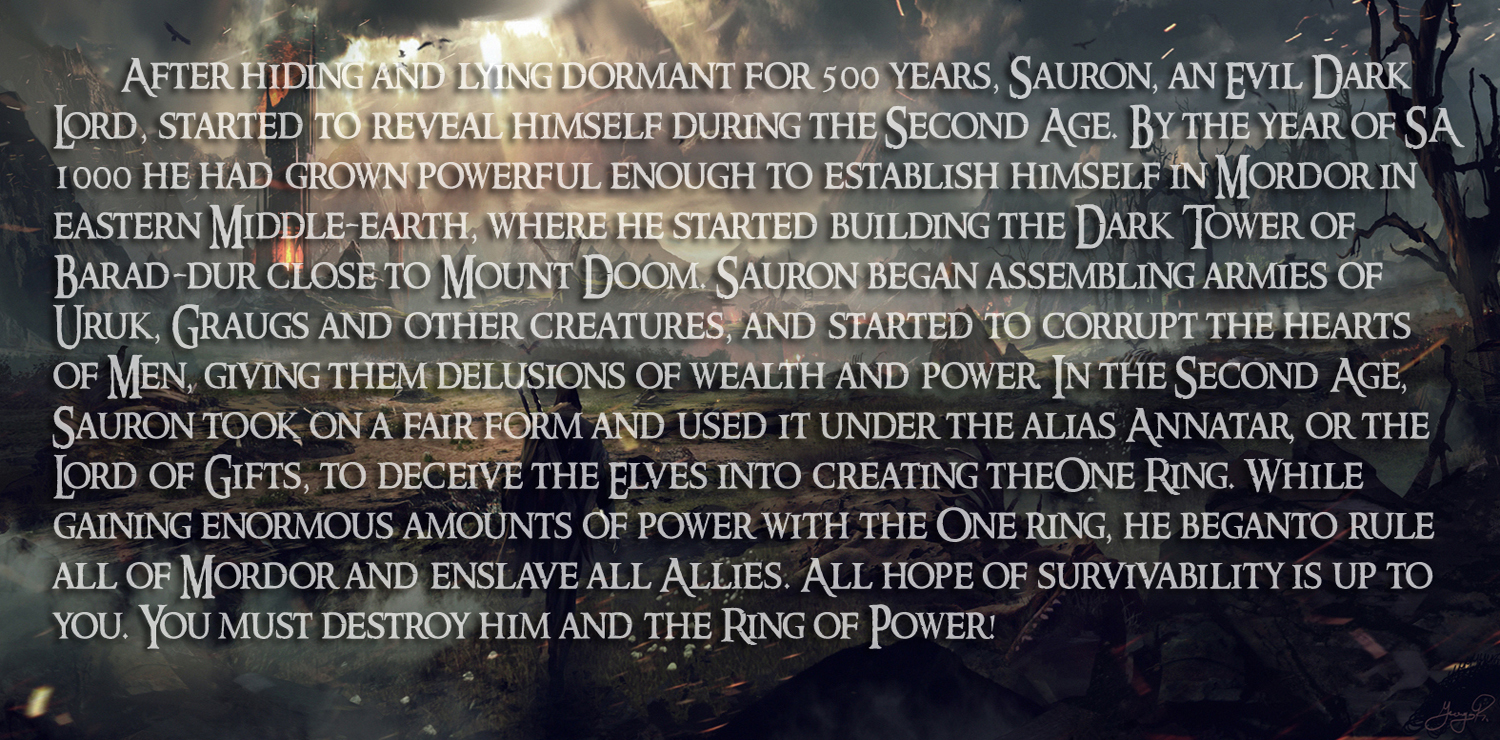 After hiding and lying dormant for 500 years, Sauron, an Evil Dark
Lord, started to reveal himself during the Second Age. By the year of SA
1000 he had grown powerful enough to establish himself in Mordor in
eastern Middle-earth, where he started building the Dark Tower of
Barad-dur close to Mount Doom. Sauron began assembling armies of
Uruk, Graugs and other creatures, and started to corrupt the hearts
of Men, giving them delusions of wealth and power. In the Second Age,
Sauron took on a fair form and used it under the alias Annatar, or the
Lord of Gifts, to deceive the Elves into creating theOne Ring. While
gaining enormous amounts of power with the One ring, he beganto rule
all of Mordor and enslave all Allies. All hope of survivability is up to
you. You must destroy him and the Ring of Power!